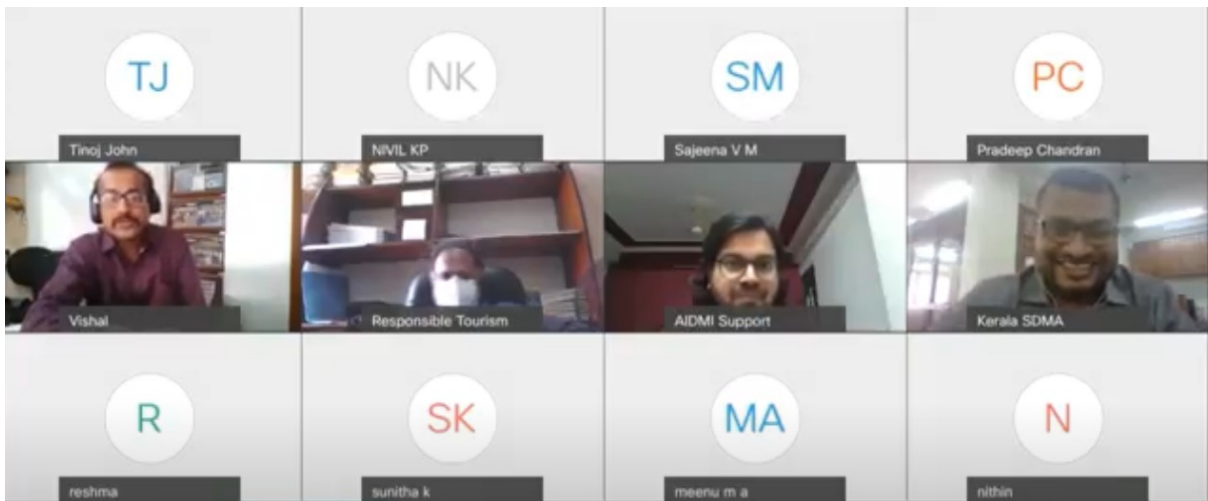 TJ
NK
SM
PC
Tinoj John
NIVIL KP
Sajeena V M
Pradeep Chandran
Vishal
Responsible Tourism
AIDMI Support
Kerala SDMA
R
SK
MA
N
reshma
sunitha k
meenu m a
nithin